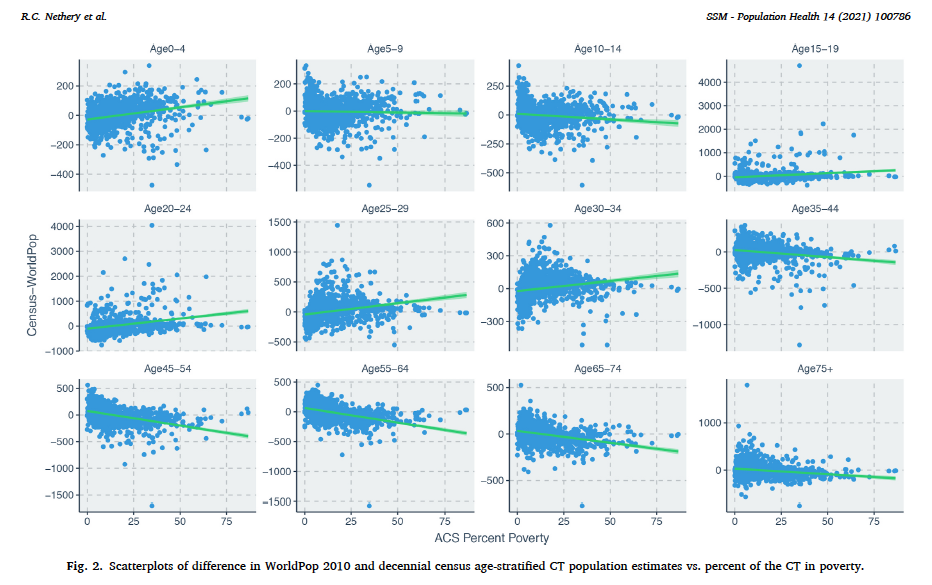 R.C. Nethery et al.
SSM - Population Health 14 (2021) 100786
Age0−4
Age5−9
Age10−14
Age15−19
200
0
−200
−400
200
0
−200
−400
250
0
−250
−500
4000
3000
2000
1000
0
Age20−24
Age25−29
Age30−34
Age35−44
4000
3000
2000
1000
0
−1000
1500
1000
500
0
−500
600
300
0
−300
0
−500
−1000
Age45−54
Age55−64
Age65−74
Age75+
500
0
−500
−1000
−1500
500
0
−500
−1000
−1500
500
0
−500
1000
0
0 25 50 75
0 25 50 75
0 25 50 75
0 25 50 75
Census−WorldPop
ACS Percent Poverty
Fig. 2. Scatterplots of difference in WorldPop 2010 and decennial census age-stratified CT population estimates vs. percent of the CT in poverty.